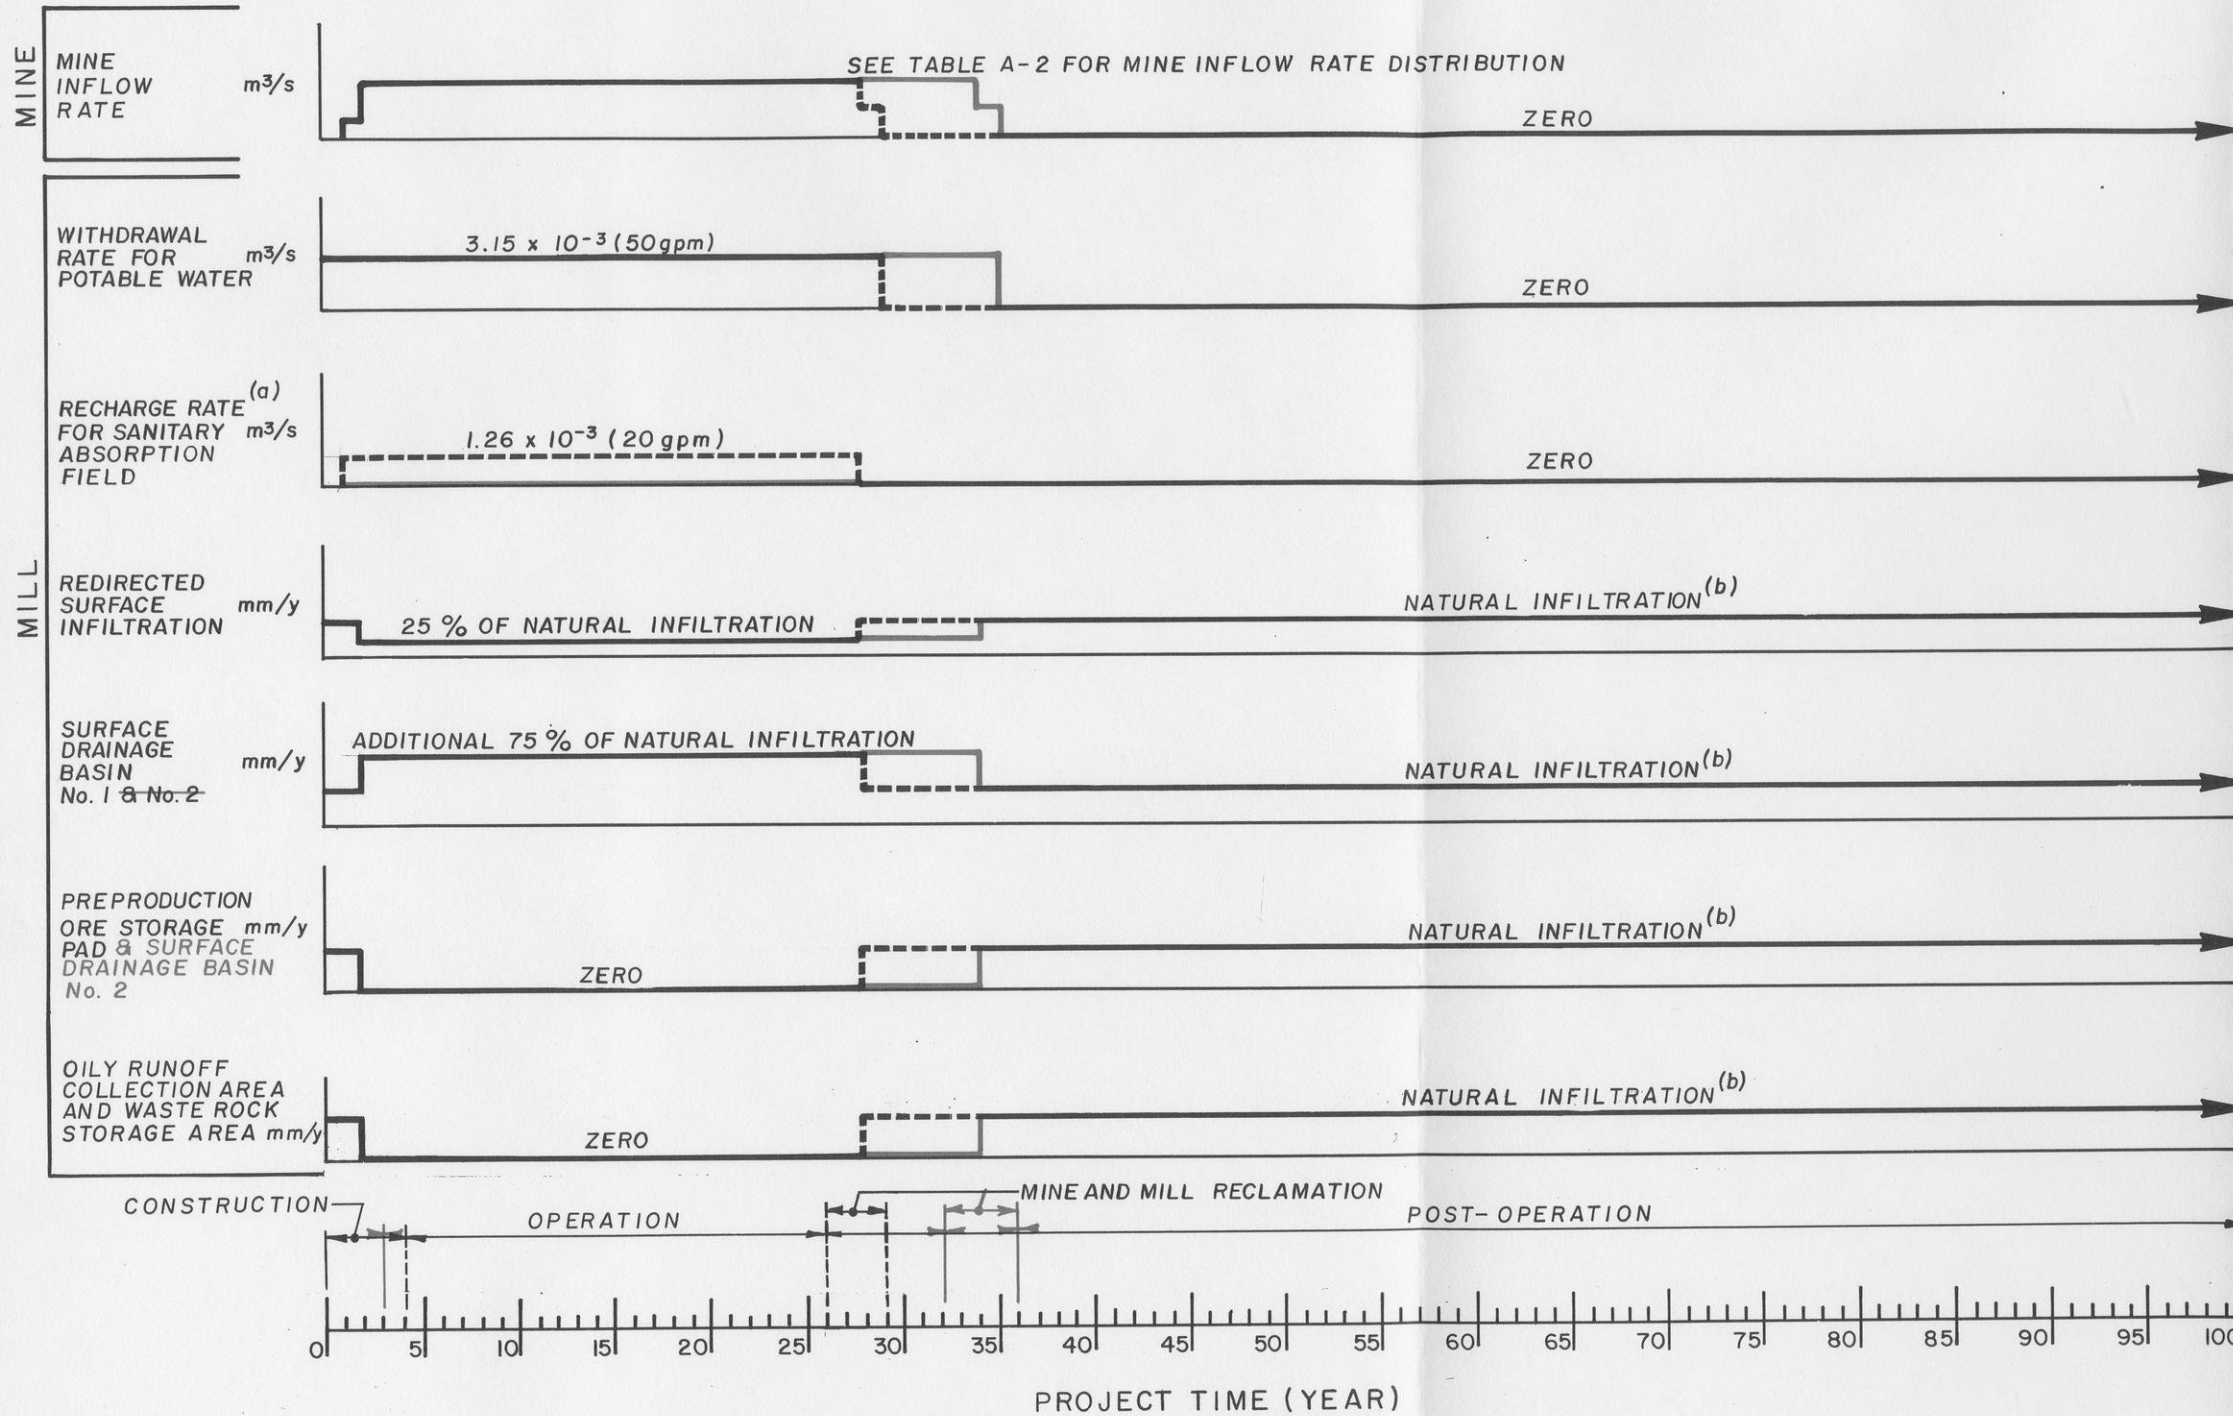 MINE
MINE
INFLOW
RATE
m³/s
SEE TABLE A-2 FOR MINE INFLOW RATE DISTRIBUTION
ZERO
MILL
WITHDRAWAL
RATE FOR
POTABLE WATER
m³/s
3.15 x 10⁻³ (50gpm)
ZERO
RECHARGE RATE (a)
FOR SANITARY
ABSORPTION
FIELD
m³/s
1.26 x 10⁻³ (20 gpm)
ZERO
REDIRECTED
SURFACE
INFILTRATION
mm/y
25 % OF NATURAL INFILTRATION
NATURAL INFILTRATION (b)
SURFACE
DRAINAGE
BASIN
No. 1 & No. 2
mm/y
ADDITIONAL 75 % OF NATURAL INFILTRATION
NATURAL INFILTRATION (b)
PREPRODUCTION
ORE STORAGE mm/y
PAD & SURFACE
DRAINAGE BASIN
No. 2
ZERO
NATURAL INFILTRATION (b)
OILY RUNOFF
COLLECTION AREA
AND WASTE ROCK
STORAGE AREA mm/y
ZERO
NATURAL INFILTRATION (b)
CONSTRUCTION
OPERATION
MINE AND MILL RECLAMATION
POST-OPERATION
0 5 10 15 20 25 30 35 40 45 50 55 60 65 70 75 80 85 90 95 100
PROJECT TIME (YEAR)